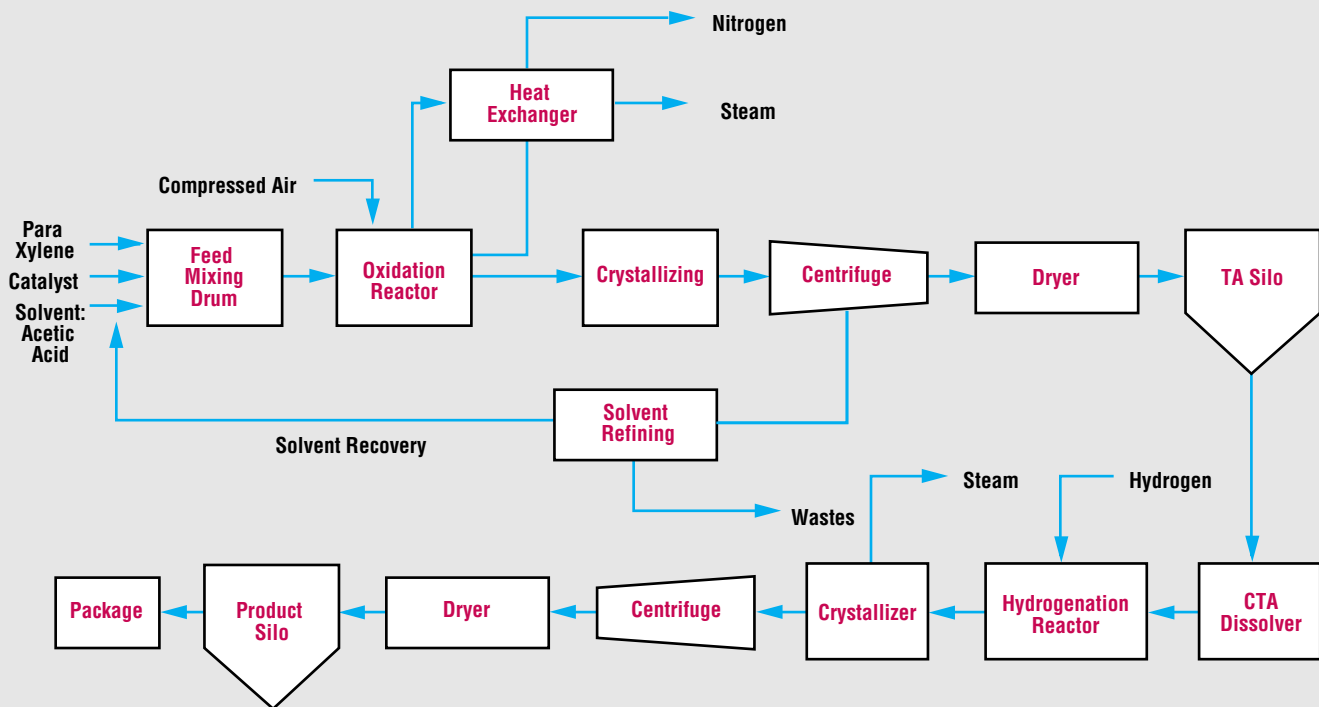 Nitrogen
Heat
Exchanger
Steam
Compressed Air
Para
Xylene
Catalyst
Solvent:
Acetic
Acid
Feed
Mixing
Drum
Oxidation
Reactor
Crystallizing
Centrifuge
Dryer
TA Silo
Solvent
Refining
Solvent Recovery
Wastes
Steam
Hydrogen
Package
Product
Silo
Dryer
Centrifuge
Crystallizer
Hydrogenation
Reactor
CTA
Dissolver